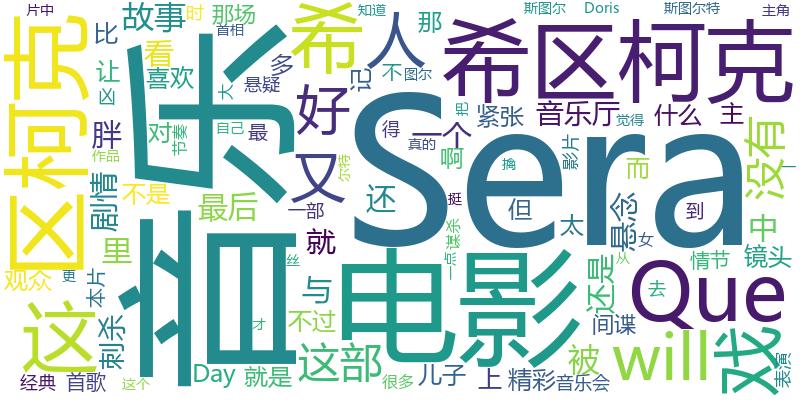 片中
故事
时
那场
首相
知道
希
人
那
斯图尔
Doris
斯图尔特
主角
比
看
多
让
喜欢
悬疑
记
不
图尔
希区柯克
区柯克
音乐
好
紧张
音乐厅
觉得
什么
主
区
大
胖
对
节奏
自己
最
得
一个
把
真的
作品
又
Sera
啊
影片
擒
而
没有
剧情
不是
最后
尔特
还
挺
但
太
悬念
到
一部
就
一点
谋杀
女
中
里
观众
更
本片
丝
与
电影
还是
从
情节
镜头
这
刺杀
才
不过
Que
去
间谍
戏
这部
被
will
表演
经典
首歌
这个
Day
就是
很多
儿子
上
精彩
音乐会